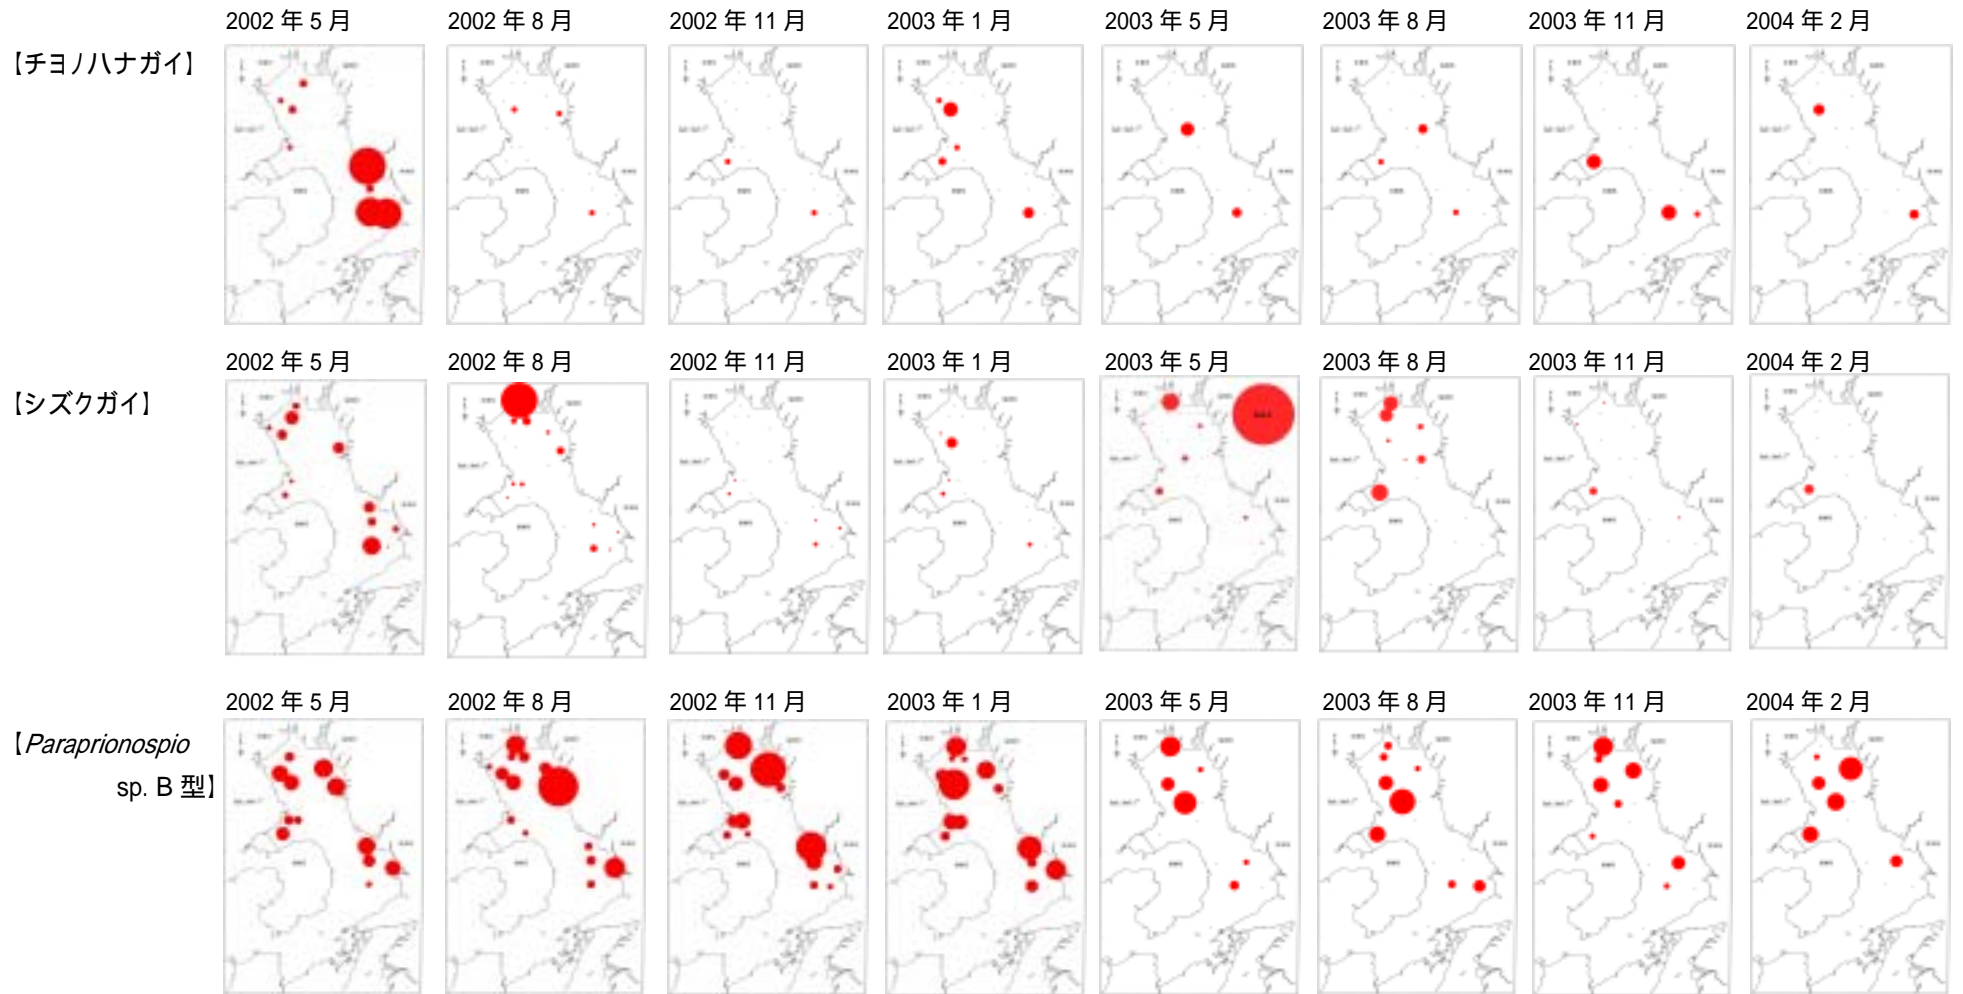 2002 年 5 月 2002 年 8 月 2002 年 11 月 2003 年 1 月 2003 年 5 月 2003 年 8 月 2003 年 11 月 2004 年 2 月
【チヨノハナガイ】
2002 年 5 月 2002 年 8 月 2002 年 11 月 2003 年 1 月 2003 年 5 月 2003 年 8 月 2003 年 11 月 2004 年 2 月
【シズクガイ】
2002 年 5 月 2002 年 8 月 2002 年 11 月 2003 年 1 月 2003 年 5 月 2003 年 8 月 2003 年 11 月 2004 年 2 月
【Paraprionospio
sp. B 型】